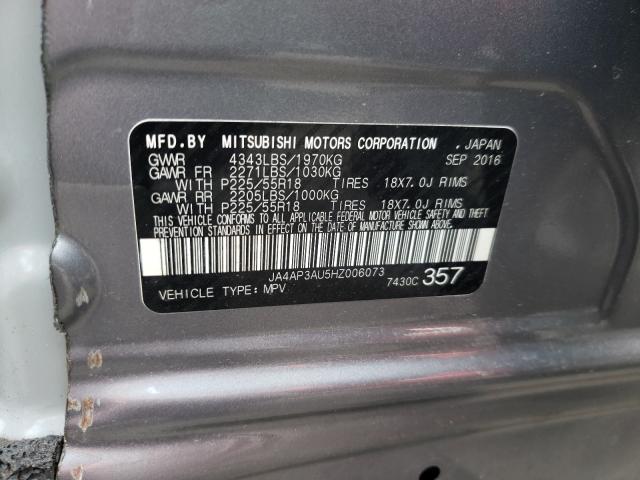 MFD.BY MITSUBISHI MOTORS CORPORATION . JAPAN
GVWR 4343LBS/1970KG SEP 2016
GAWR FR 2271LBS/1030KG
WITH P225/55R18 TIRES 18X7.0J RIMS
GAWR RR 2205LBS/1000KG
WITH P225/55R18 TIRES 18X7.0J RIMS
THIS VEHICLE CONFORMS TO ALL APPLICABLE FEDERAL MOTOR VEHICLE SAFETY AND THEFT
PREVENTION STANDARDS IN EFFECT ON THE DATE OF MANUFACTURE SHOWN ABOVE.
JA4AP3AU5HZ006073
VEHICLE TYPE: MPV 7430C 357